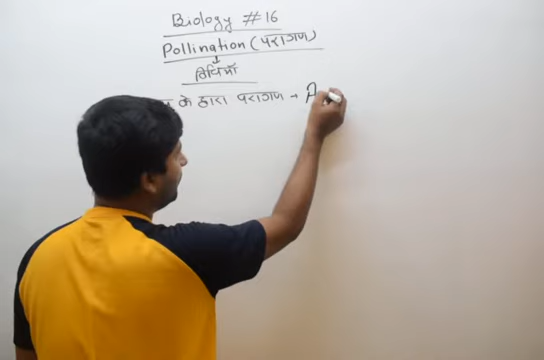 Biology #16
Pollination (परागण)
↓
विधियाँ
के द्वारा परागण → A